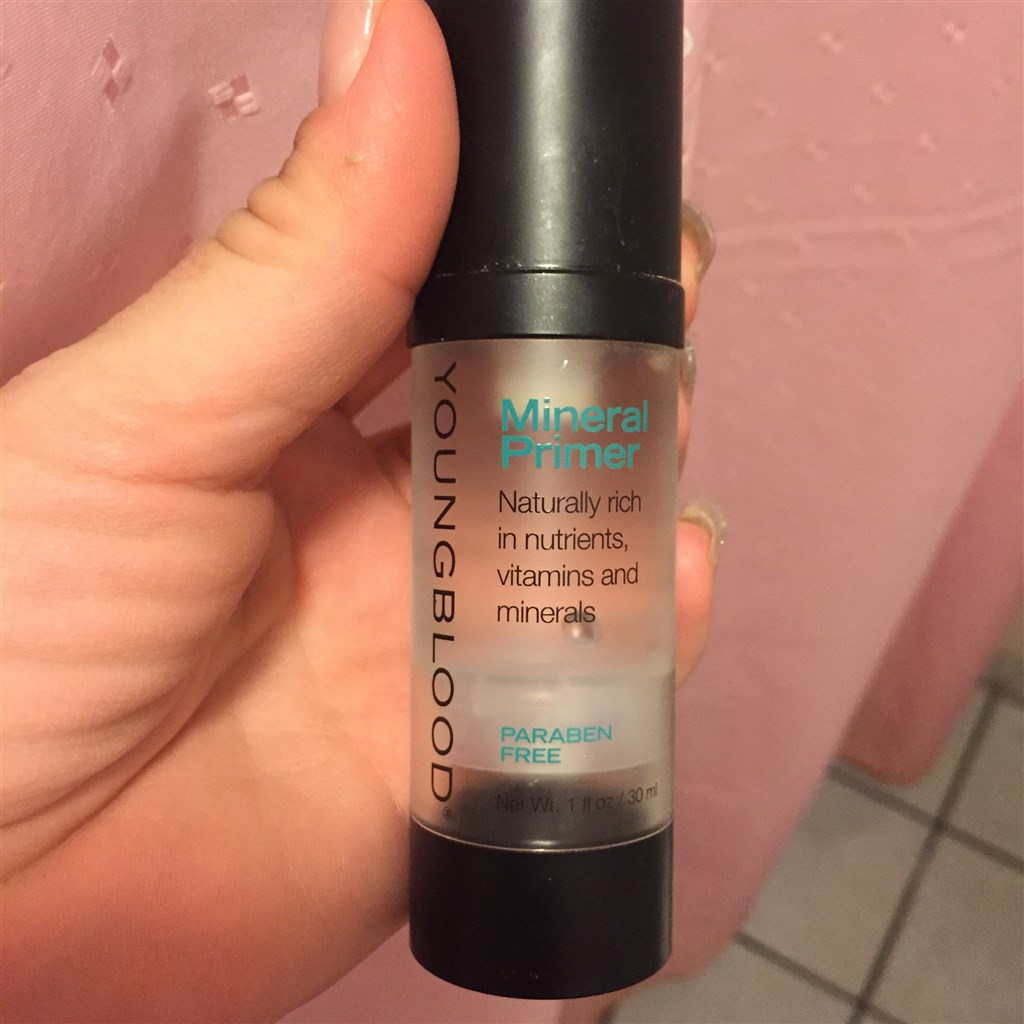 YOUNGBLOOD®
Mineral
Primer
Naturally rich
in nutrients,
vitamins and
minerals
PARABEN
FREE
Net Wt. 1 fl oz / 30 ml